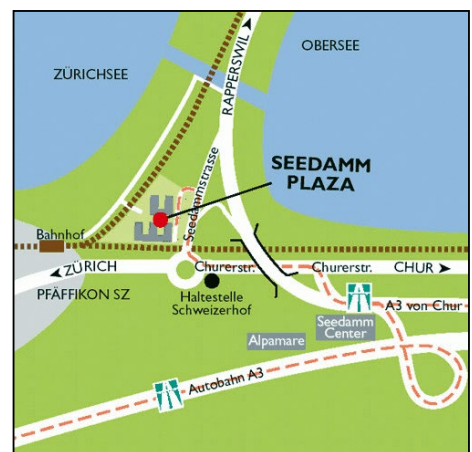 OBERSEE
ZÜRICHSEE
RAPPERSWIL
SEEDAMM
PLAZA
Seedammstrasse
Bahnhof
ZÜRICH
Churerstr.
Churerstr.
CHUR
PFÄFFIKON SZ
Haltestelle
Schweizerhof
A3 von Chur
Seedamm
Center
Alpamare
Autobahn A3